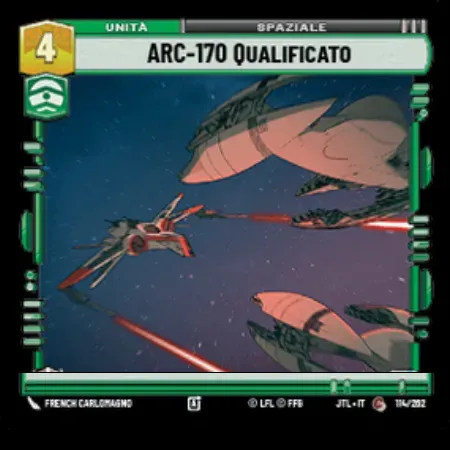 UNITÀ
SPAZIALE
4
ARC-170 QUALIFICATO
FRENCH CARLOMAGNO
© LFL © FFG
JTL • IT
114/262